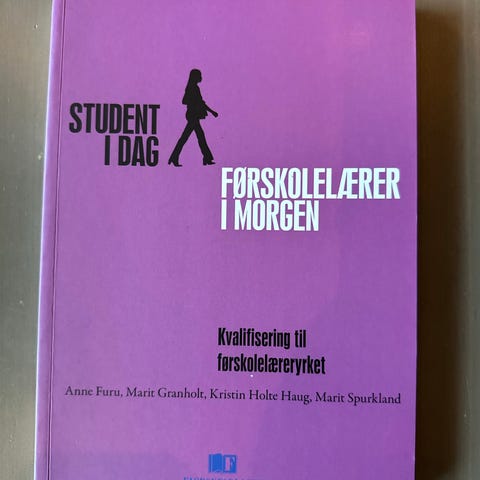 STUDENT
I DAG
FØRSKOLELÆRER
I MORGEN
Kvalifisering til
førskolelæreryrket
Anne Furu, Marit Granholt, Kristin Holte Haug, Marit Spurkland
F